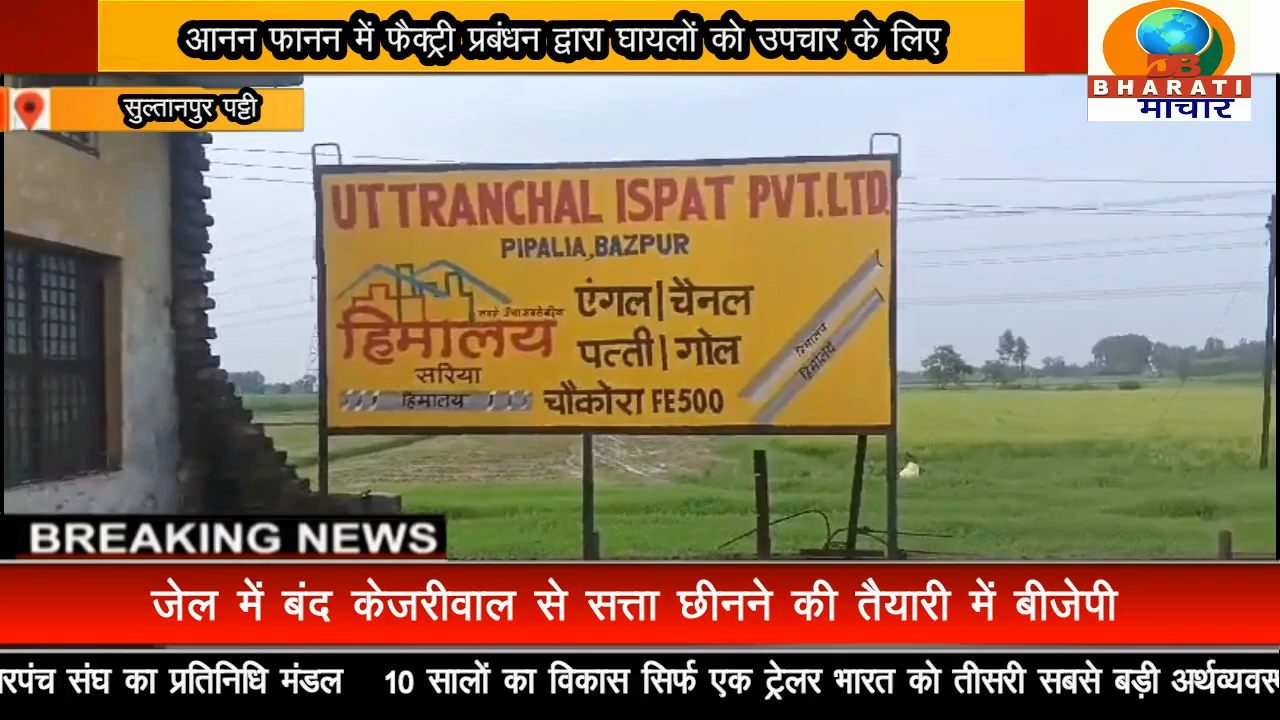 आनन फानन में फैक्ट्री प्रबंधन द्वारा घायलों को उपचार के लिए
BHARATI
माचार
सुल्तानपुर पट्टी
UTTRANCHAL ISPAT PVT.LTD.
PIPALIA, BAZPUR
हिमालय
सरिया
हिमालय
एंगल|चैनल
पत्ती|गोल
चौकोरा FE500
हिमालय
हिमालय
BREAKING NEWS
जेल में बंद केजरीवाल से सत्ता छीनने की तैयारी में बीजेपी
रपंच संघ का प्रतिनिधि मंडल 10 सालों का विकास सिर्फ एक ट्रेलर भारत को तीसरी सबसे बड़ी अर्थव्यवस